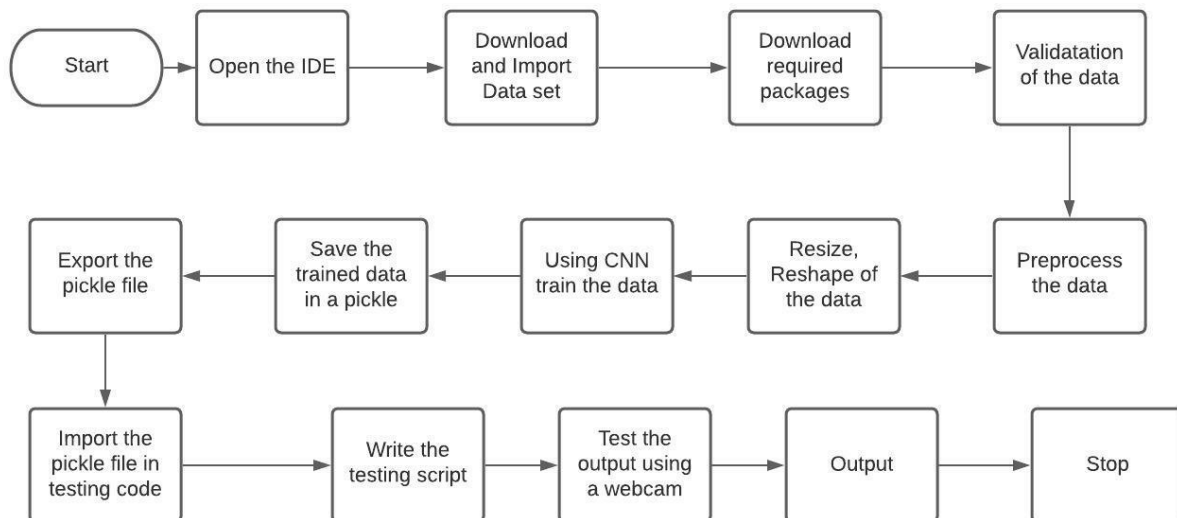 Start
Open the IDE
Download
and Import
Data set
Download
required
packages
Validatation
of the data
Export the
pickle file
Save the
trained data
in a pickle
Using CNN
train the data
Resize,
Reshape of
the data
Preprocess
the data
Import the
pickle file in
testing code
Write the
testing script
Test the
output using
a webcam
Output
Stop